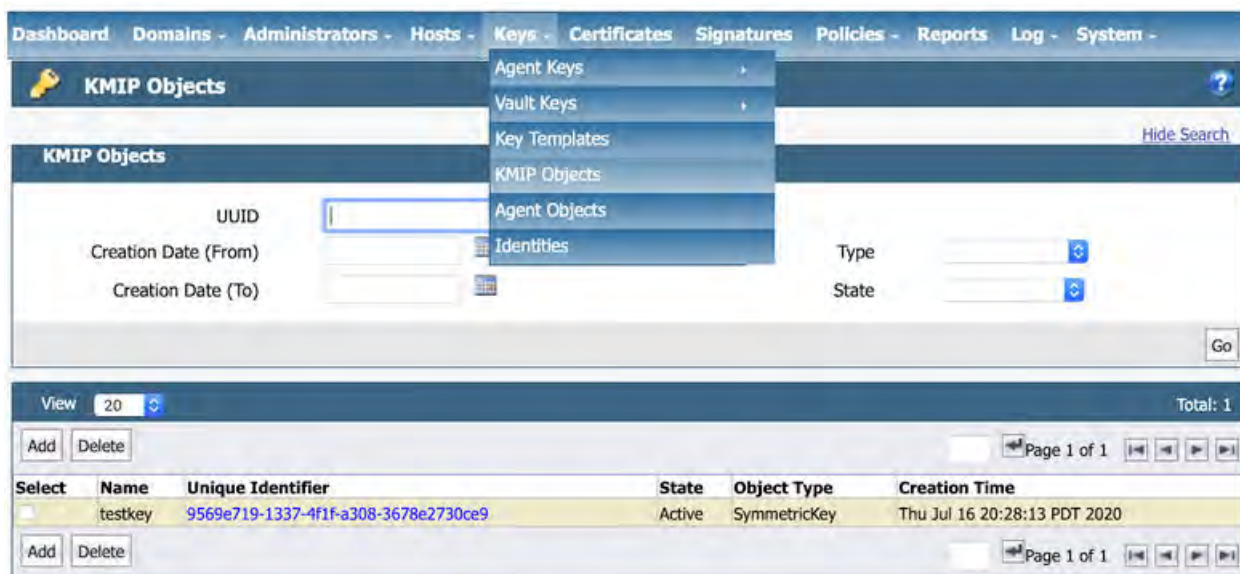 Dashboard Domains - Administrators - Hosts - Keys - Certificates Signatures Policies - Reports Log - System -
KMIP Objects
?
Agent Keys
Vault Keys
Key Templates
KMIP Objects
Agent Objects
Identities
Hide Search
KMIP Objects
UUID
Creation Date (From)
Type
Creation Date (To)
State
Go
View 20 Total: 1
Add Delete Page 1 of 1
Select Name Unique Identifier State Object Type Creation Time
testkey 9569e719-1337-4f1f-a308-3678e2730ce9 Active SymmetricKey Thu Jul 16 20:28:13 PDT 2020
Add Delete Page 1 of 1